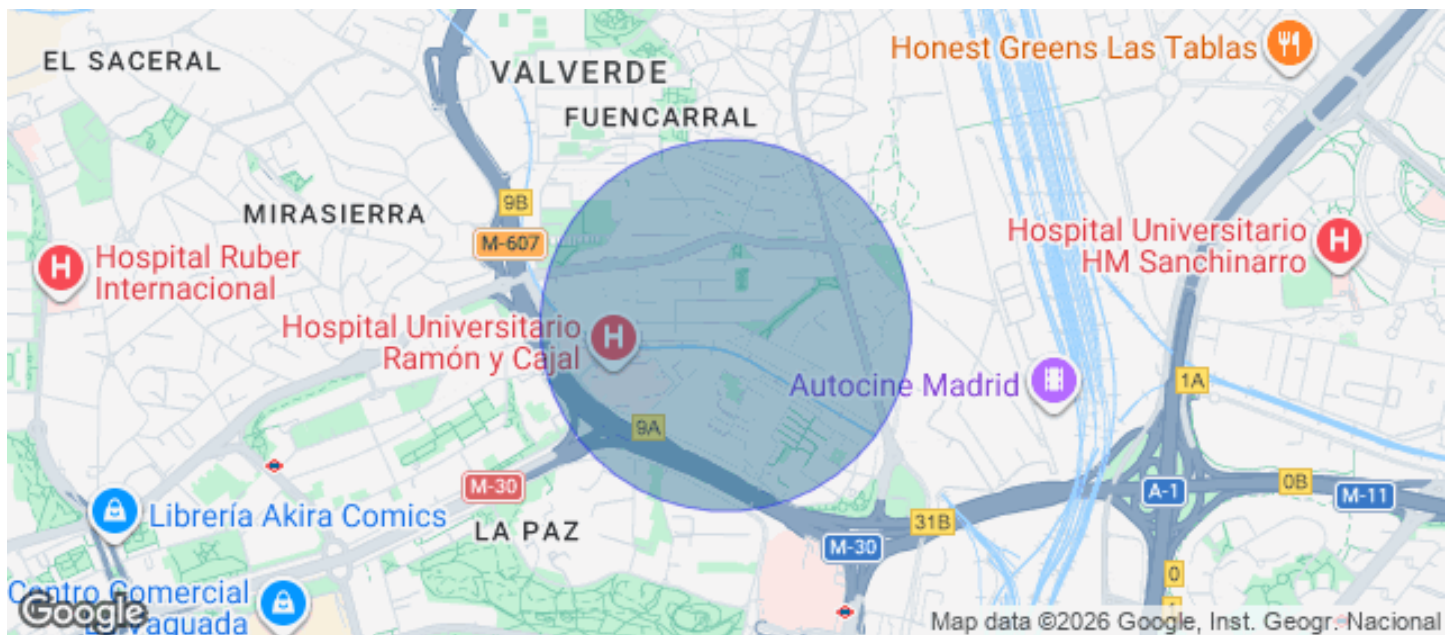 EL SACERAL
VALVERDE
Honest Greens Las Tablas
FUENCARRAL
9B
MIRASIERRA
M-607
Hospital Ruber
Internacional
Hospital Universitario
HM Sanchinarro
Hospital Universitario
Ramón y Cajal
Autocine Madrid
1A
9A
M-30
A-1
0B
M-11
Librería Akira Comics
LA PAZ
31B
M-30
0
Centro Comercial
La Vaguada
Google
Map data ©2026 Google, Inst. Geogr. Nacional